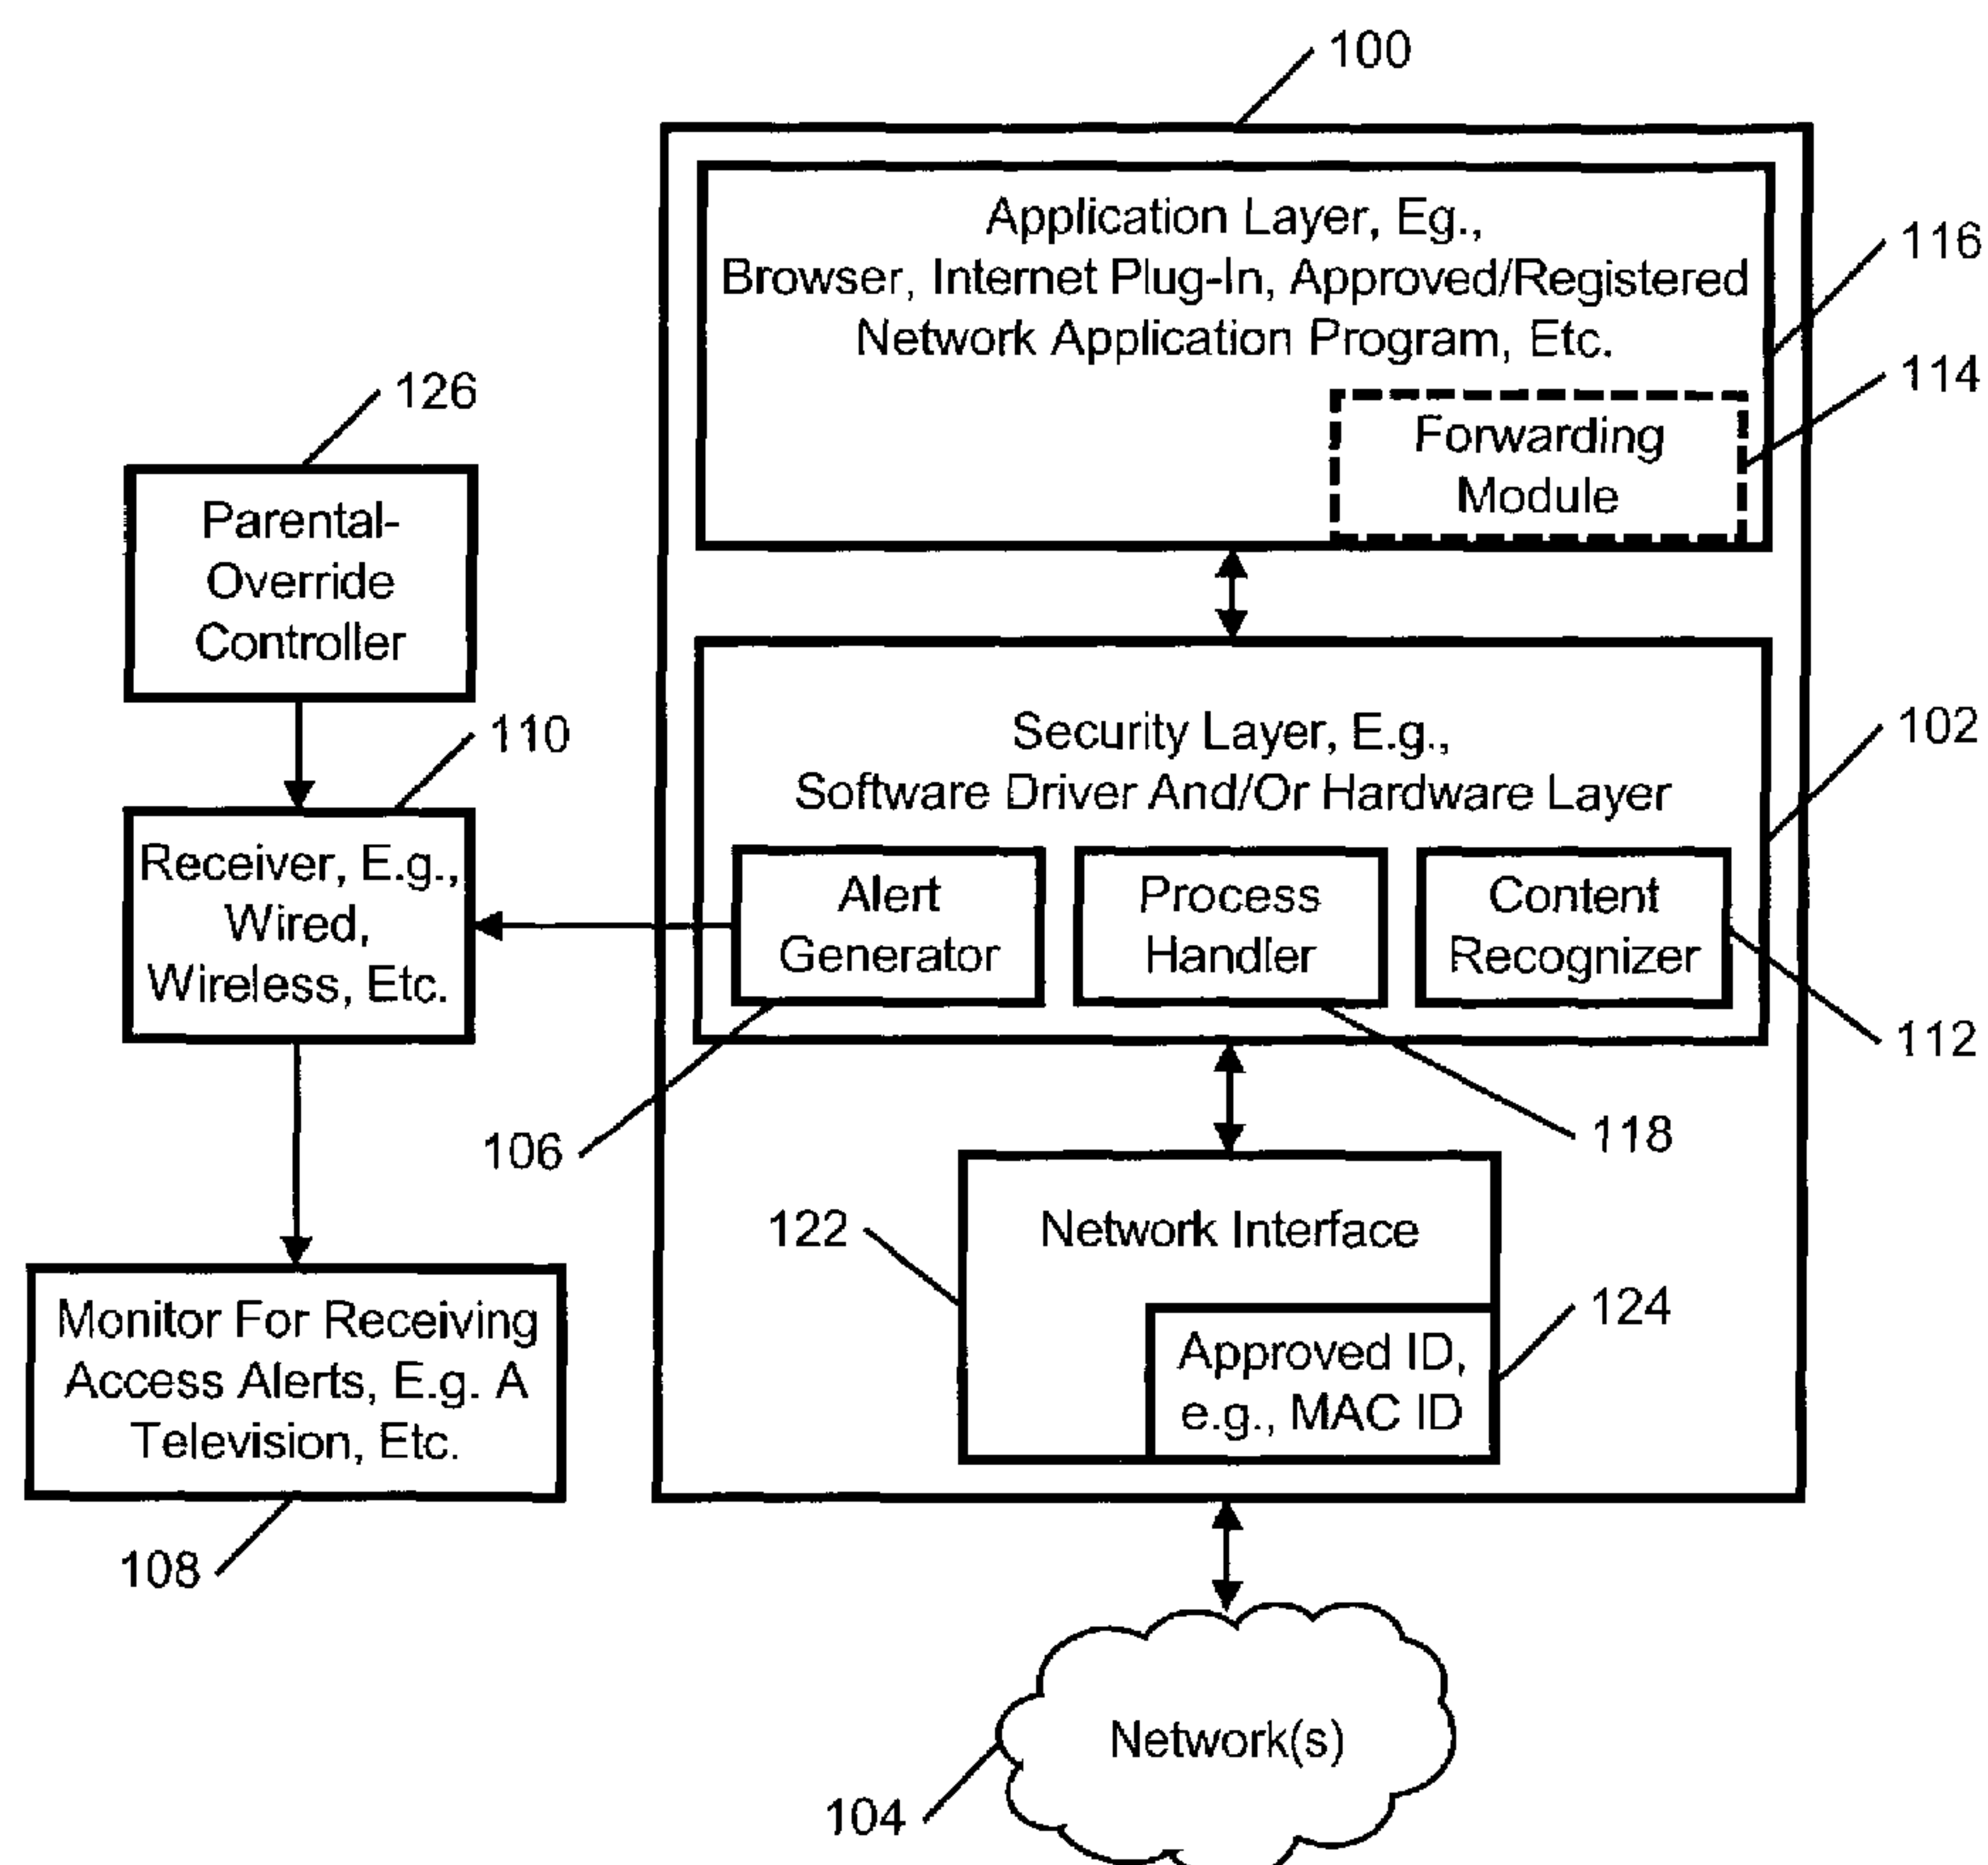 100
Application Layer, Eg.,
Browser, Internet Plug-In, Approved/Registered
Network Application Program, Etc.
116
114
Forwarding
Module
126
Parental-
Override
Controller
110
Receiver, E.g.,
Wired,
Wireless, Etc.
Security Layer, E.g.,
Software Driver And/Or Hardware Layer
102
Alert
Generator
Process
Handler
Content
Recognizer
112
106
118
122
Network Interface
124
Approved ID,
e.g., MAC ID
Monitor For Receiving
Access Alerts, E.g. A
Television, Etc.
108
Network(s)
104